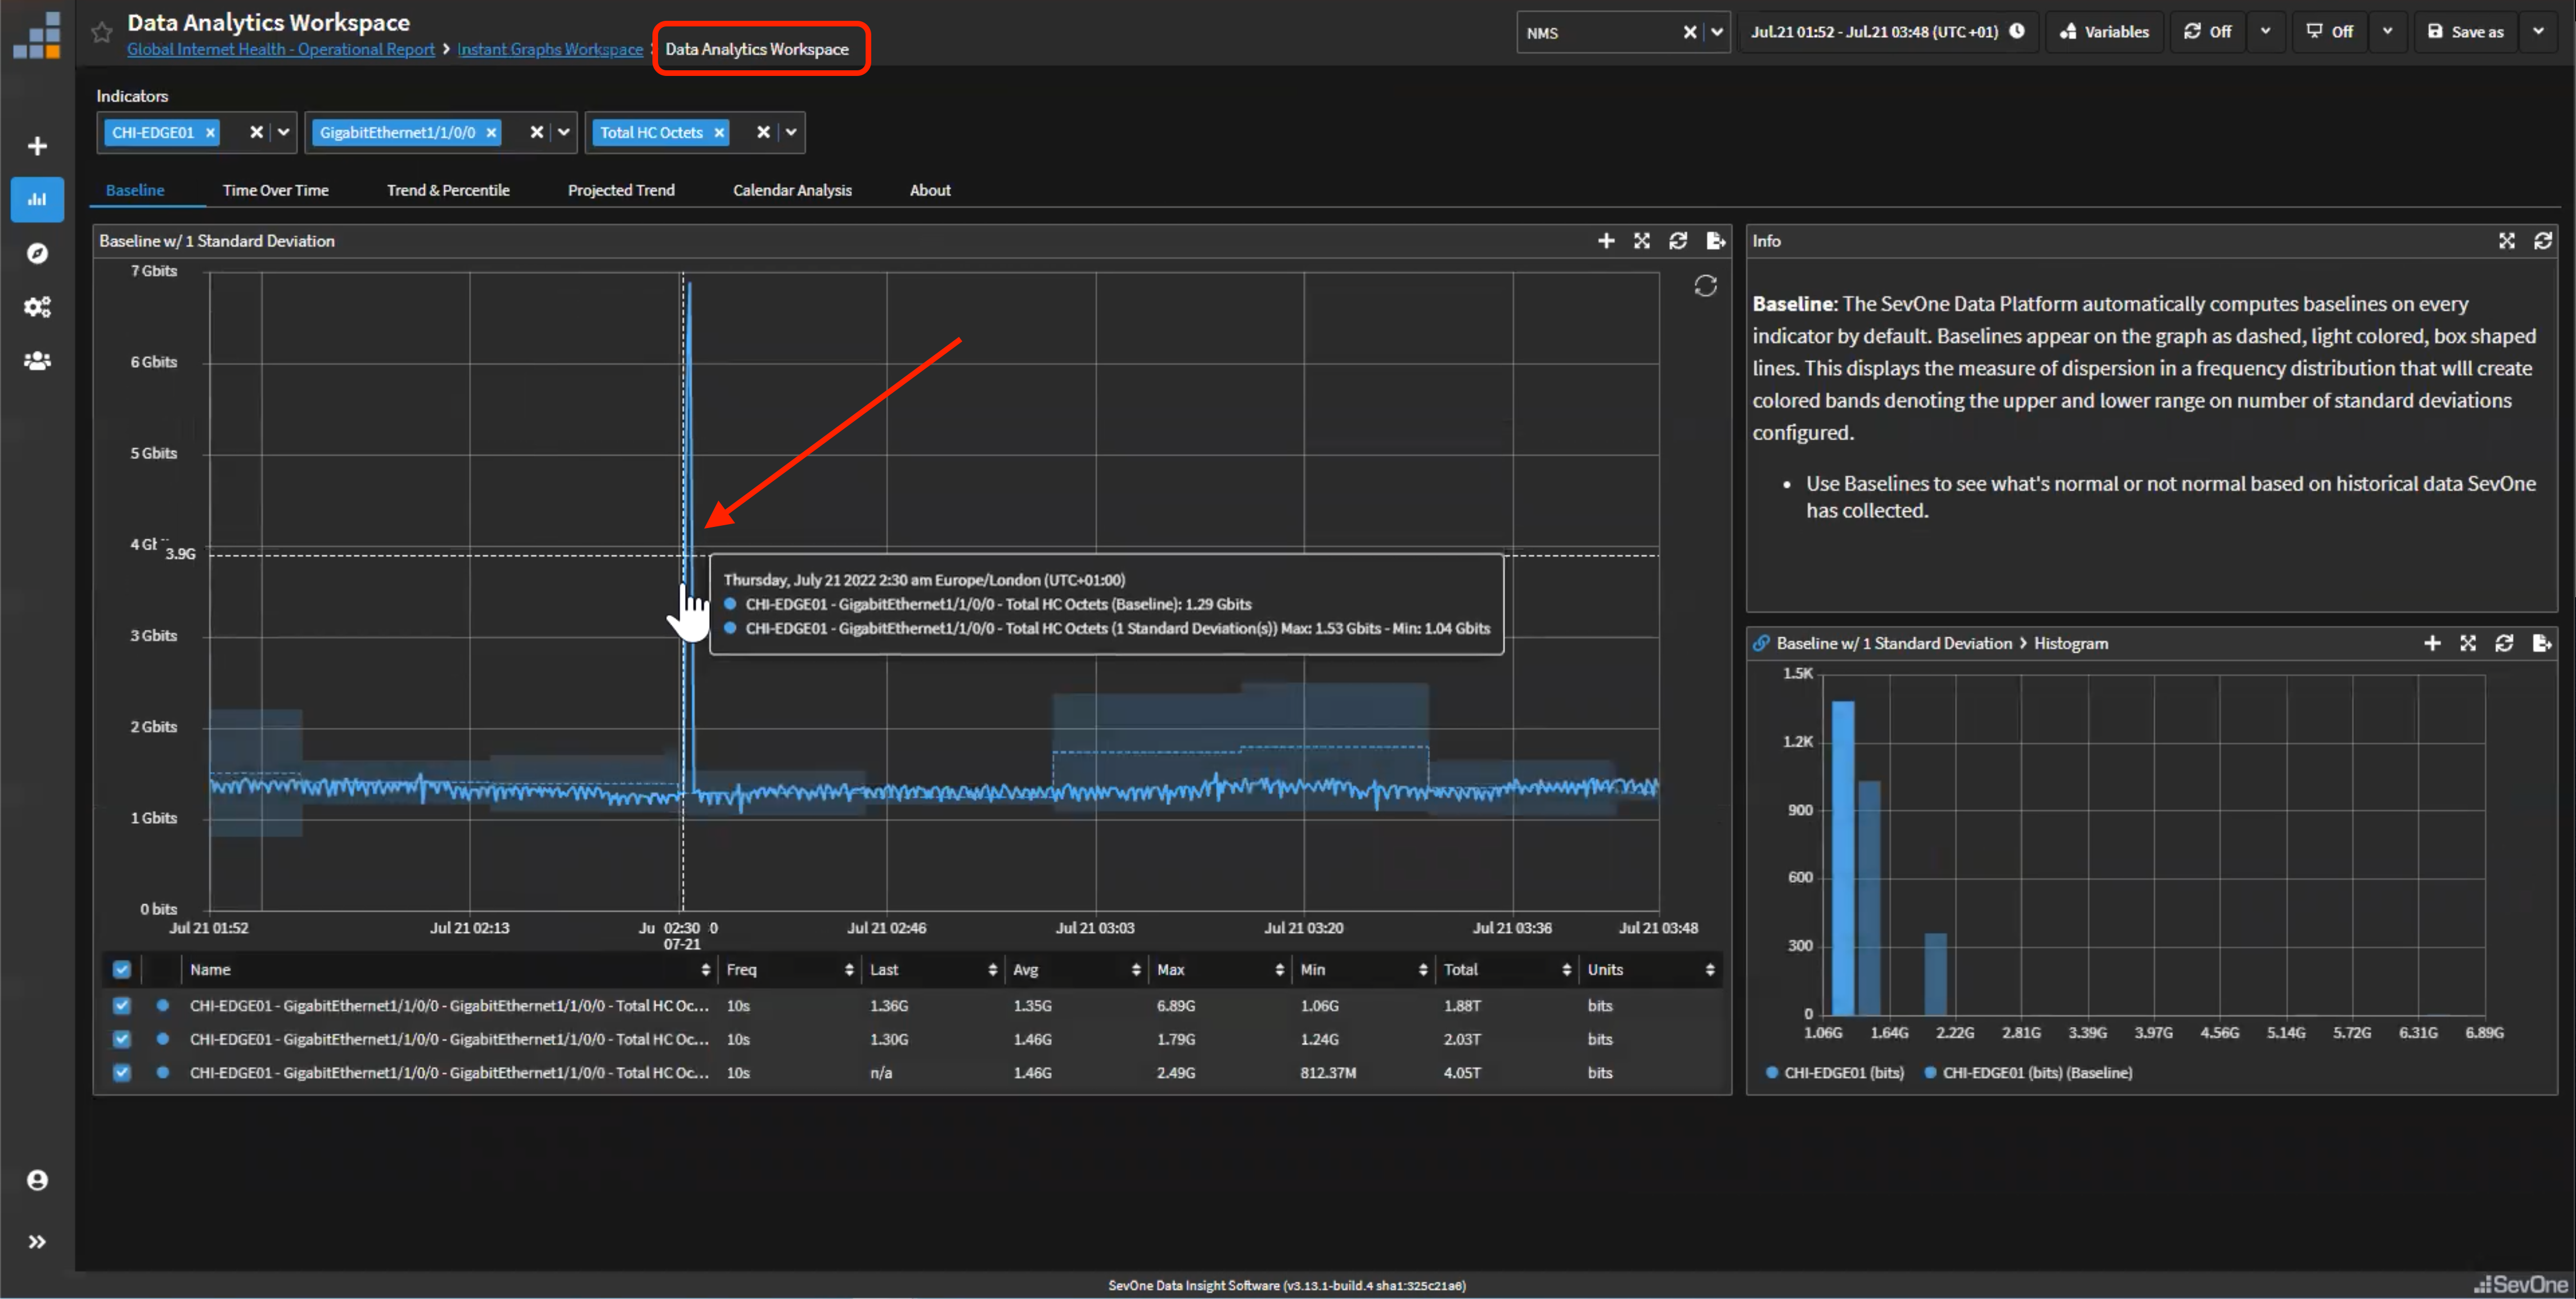 Data Analytics Workspace
Global Internet Health - Operational Report > Instant Graphs Workspace > Data Analytics Workspace
NMS
Jul 21 01:52 - Jul 21 03:48 (UTC+01)
Variables
Off
Off
Save as
Indicators
CHI-EDGE01
GigabitEthernet1/1/0/0
Total HC Octets
Baseline
Time Over Time
Trend & Percentile
Projected Trend
Calendar Analysis
About
Baseline w/ 1 Standard Deviation
7 Gbits
6 Gbits
5 Gbits
3.9G
3 Gbits
2 Gbits
1 Gbits
0 bits
Thursday, July 21 2022 2:30 am Europe/London (UTC+01:00)
CHI-EDGE01 - GigabitEthernet1/1/0/0 - Total HC Octets (Baseline): 1.29 Gbits
CHI-EDGE01 - GigabitEthernet1/1/0/0 - Total HC Octets (1 Standard Deviation(s)) Max: 1.53 Gbits - Min: 1.04 Gbits
Jul 21 01:52 Jul 21 02:13 02:30 Jul 21 02:46 Jul 21 03:03 Jul 21 03:20 Jul 21 03:36 Jul 21 03:48
07-21
Name Freq Last Avg Max Min Total Units
CHI-EDGE01 - GigabitEthernet1/1/0/0 - GigabitEthernet1/1/0/0 - Total HC Oc... 10s 1.36G 1.35G 6.89G 1.06G 1.88T bits
CHI-EDGE01 - GigabitEthernet1/1/0/0 - GigabitEthernet1/1/0/0 - Total HC Oc... 10s 1.30G 1.46G 1.79G 1.24G 2.03T bits
CHI-EDGE01 - GigabitEthernet1/1/0/0 - GigabitEthernet1/1/0/0 - Total HC Oc... 10s n/a 1.46G 2.49G 812.37M 4.05T bits
Info
Baseline: The SevOne Data Platform automatically computes baselines on every
indicator by default. Baselines appear on the graph as dashed, light colored, box shaped
lines. This displays the measure of dispersion in a frequency distribution that wlll create
colored bands denoting the upper and lower range on number of standard deviations
configured.
• Use Baselines to see what's normal or not normal based on historical data SevOne
has collected.
Baseline w/ 1 Standard Deviation > Histogram
1.5K
1.2K
900
600
300
0
1.06G 1.64G 2.22G 2.81G 3.39G 3.97G 4.56G 5.14G 5.72G 6.31G 6.89G
CHI-EDGE01 (bits) CHI-EDGE01 (bits) (Baseline)
SevOne Data Insight Software (v3.13.1-build.4 sha1:325c21a6)
SevOne